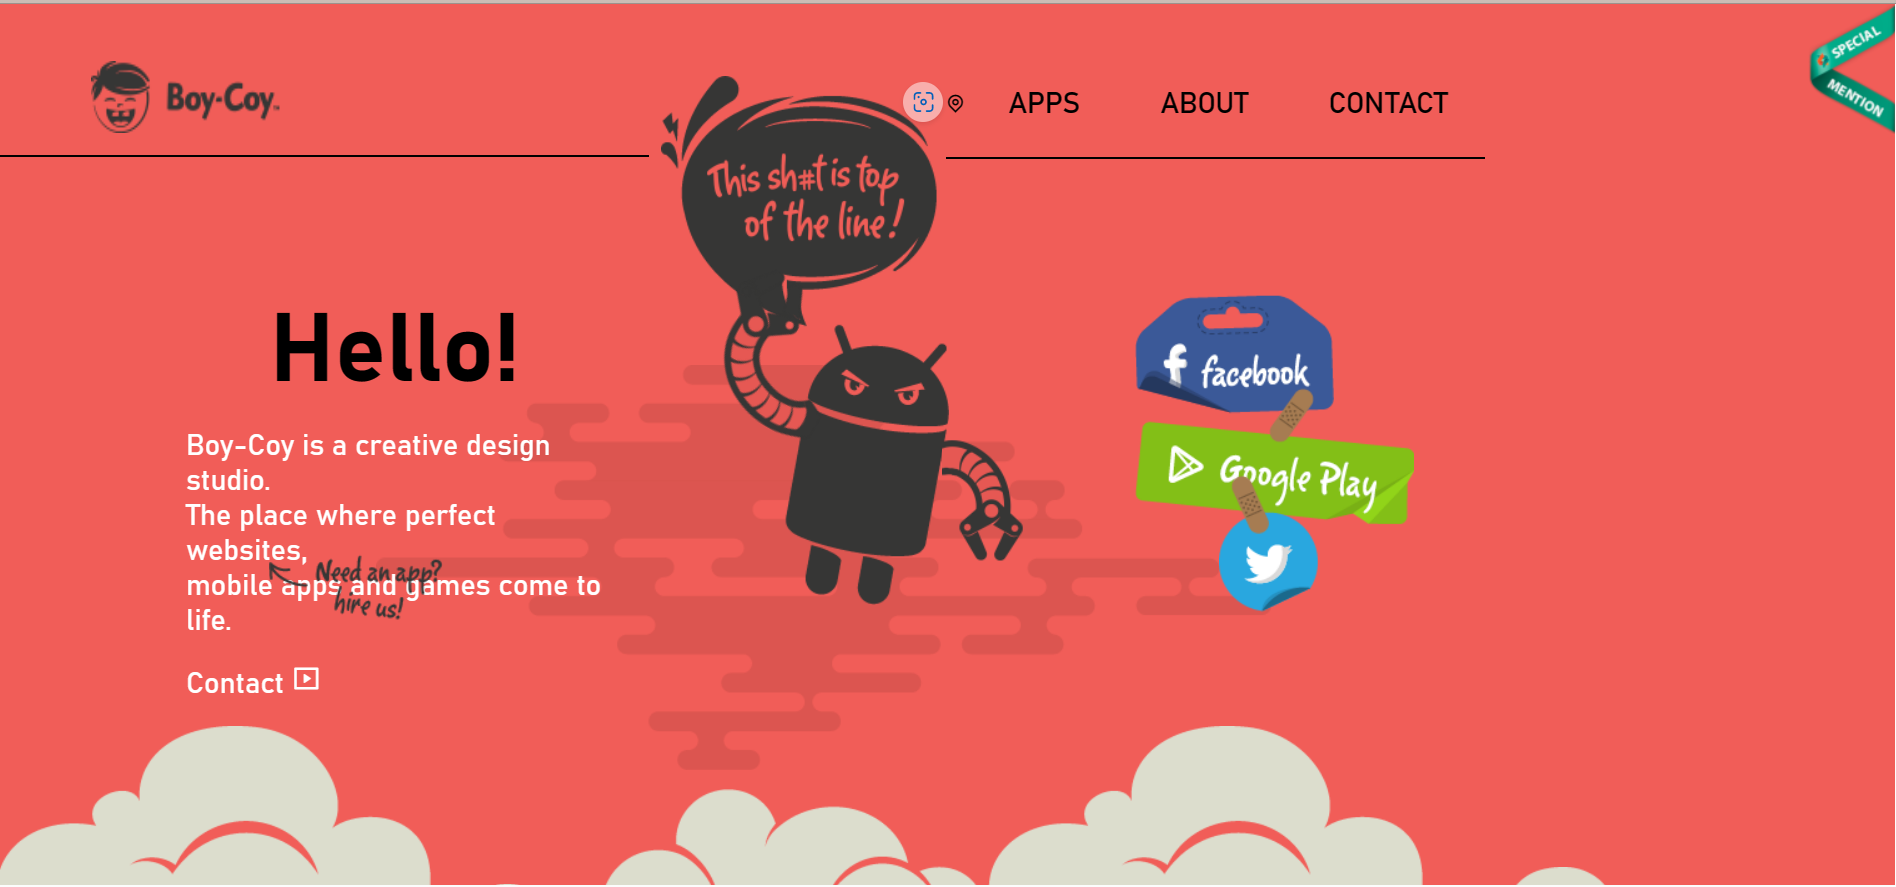 Boy-Coy™
APPS
ABOUT
CONTACT
SPECIAL
MENTION
This sh#t is top
of the line!
Hello!
Boy-Coy is a creative design
studio.
The place where perfect
websites,
mobile apps and games come to
life.
Need an app?
hire us!
Contact
f facebook
Google Play